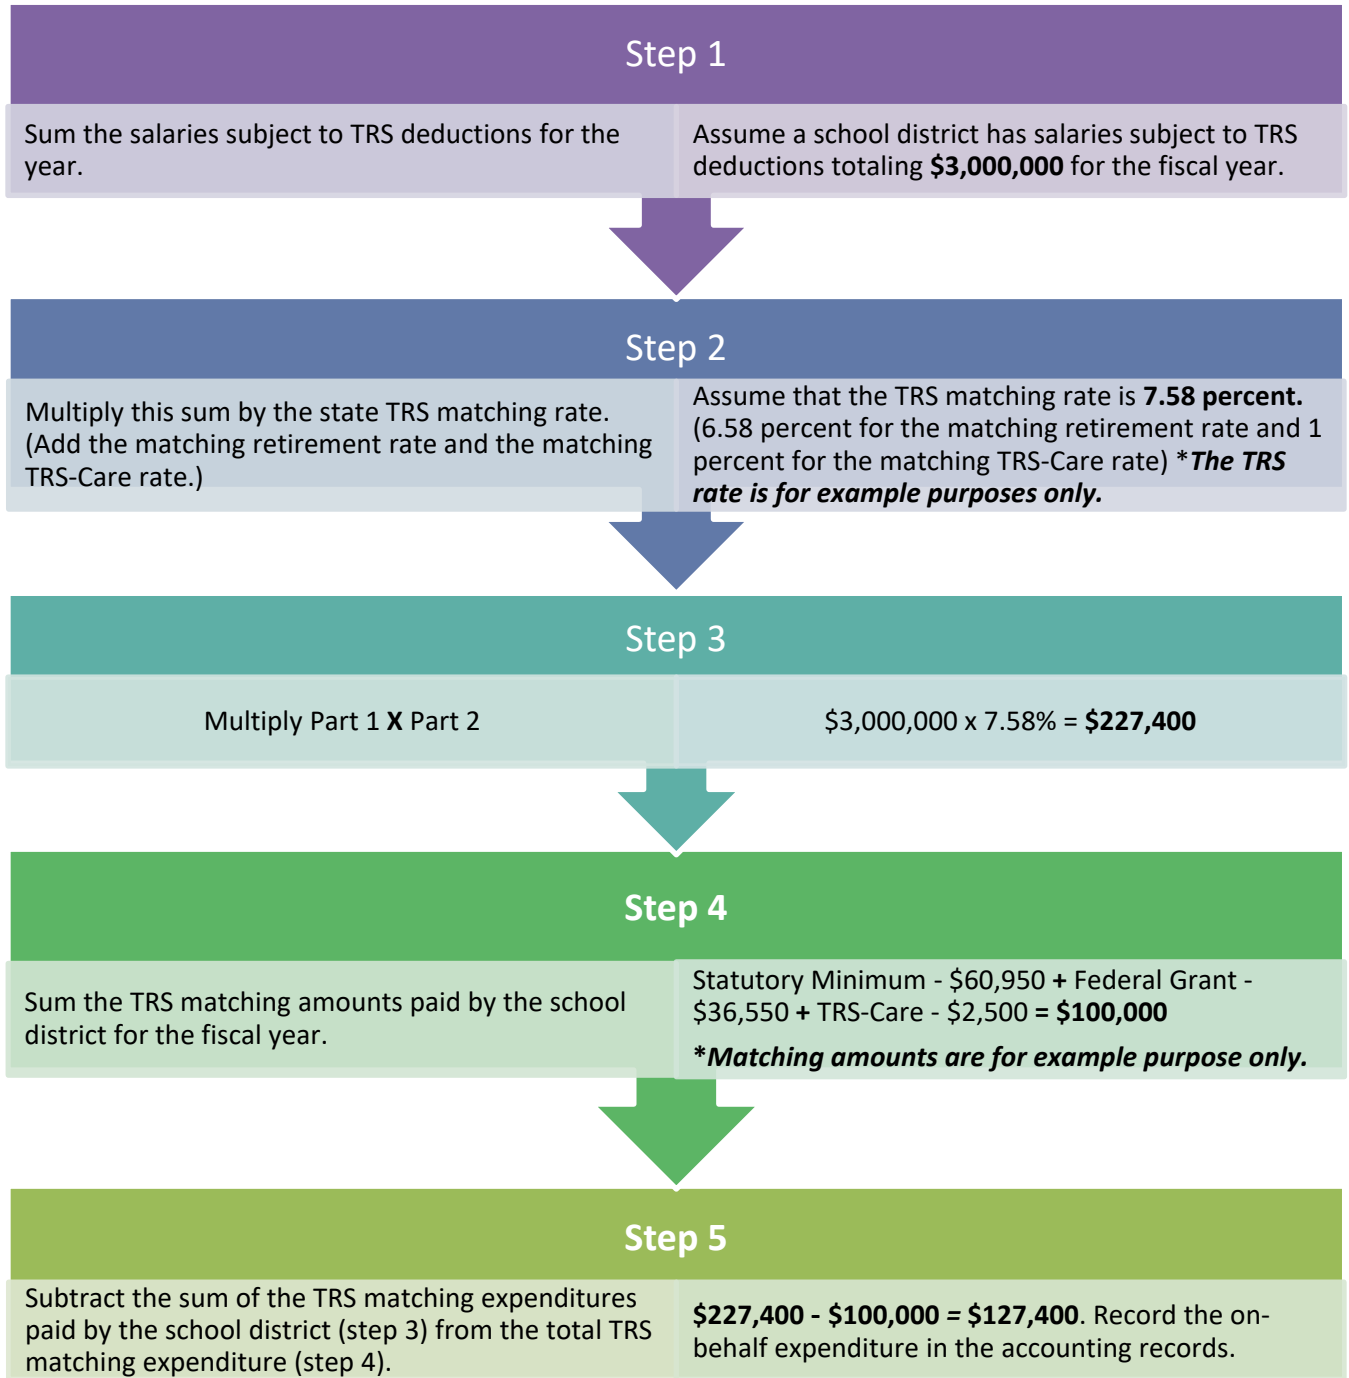 Step 1
Sum the salaries subject to TRS deductions for the
year.
Assume a school district has salaries subject to TRS
deductions totaling $3,000,000 for the fiscal year.
Step 2
Multiply this sum by the state TRS matching rate.
(Add the matching retirement rate and the matching
TRS-Care rate.)
Assume that the TRS matching rate is 7.58 percent.
(6.58 percent for the matching retirement rate and 1
percent for the matching TRS-Care rate) *The TRS
rate is for example purposes only.
Step 3
Multiply Part 1 X Part 2
$3,000,000 x 7.58% = $227,400
Step 4
Sum the TRS matching amounts paid by the school
district for the fiscal year.
Statutory Minimum - $60,950 + Federal Grant -
$36,550 + TRS-Care - $2,500 = $100,000
*Matching amounts are for example purpose only.
Step 5
Subtract the sum of the TRS matching expenditures
paid by the school district (step 3) from the total TRS
matching expenditure (step 4).
$227,400 - $100,000 = $127,400. Record the on-
behalf expenditure in the accounting records.